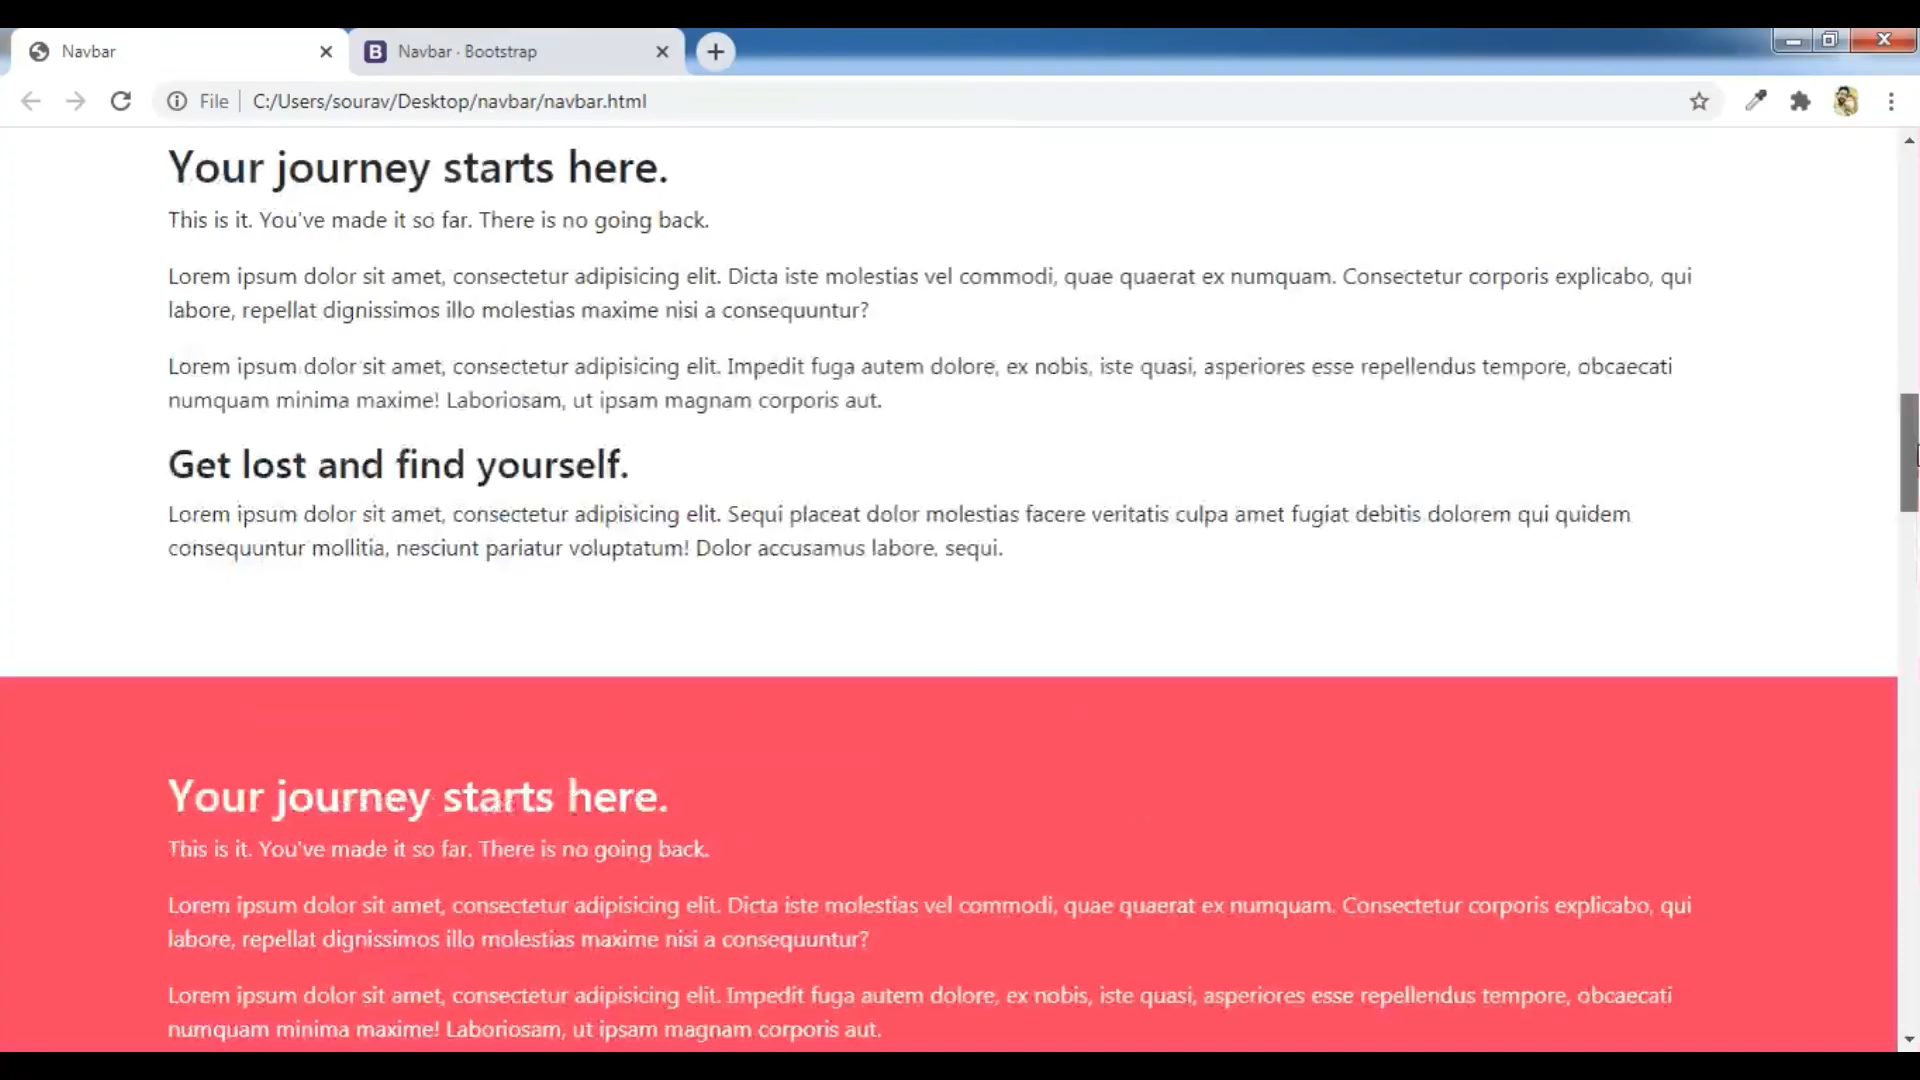 Navbar
B Navbar · Bootstrap
File C:/Users/sourav/Desktop/navbar/navbar.html
Your journey starts here.
This is it. You've made it so far. There is no going back.
Lorem ipsum dolor sit amet, consectetur adipisicing elit. Dicta iste molestias vel commodi, quae quaerat ex numquam. Consectetur corporis explicabo, qui
labore, repellat dignissimos illo molestias maxime nisi a consequuntur?
Lorem ipsum dolor sit amet, consectetur adipisicing elit. Impedit fuga autem dolore, ex nobis, iste quasi, asperiores esse repellendus tempore, obcaecati
numquam minima maxime! Laboriosam, ut ipsam magnam corporis aut.
Get lost and find yourself.
Lorem ipsum dolor sit amet, consectetur adipisicing elit. Sequi placeat dolor molestias facere veritatis culpa amet fugiat debitis dolorem qui quidem
consequuntur mollitia, nesciunt pariatur voluptatum! Dolor accusamus labore, sequi.
Your journey starts here.
This is it. You've made it so far. There is no going back.
Lorem ipsum dolor sit amet, consectetur adipisicing elit. Dicta iste molestias vel commodi, quae quaerat ex numquam. Consectetur corporis explicabo, qui
labore, repellat dignissimos illo molestias maxime nisi a consequuntur?
Lorem ipsum dolor sit amet, consectetur adipisicing elit. Impedit fuga autem dolore, ex nobis, iste quasi, asperiores esse repellendus tempore, obcaecati
numquam minima maxime! Laboriosam, ut ipsam magnam corporis aut.